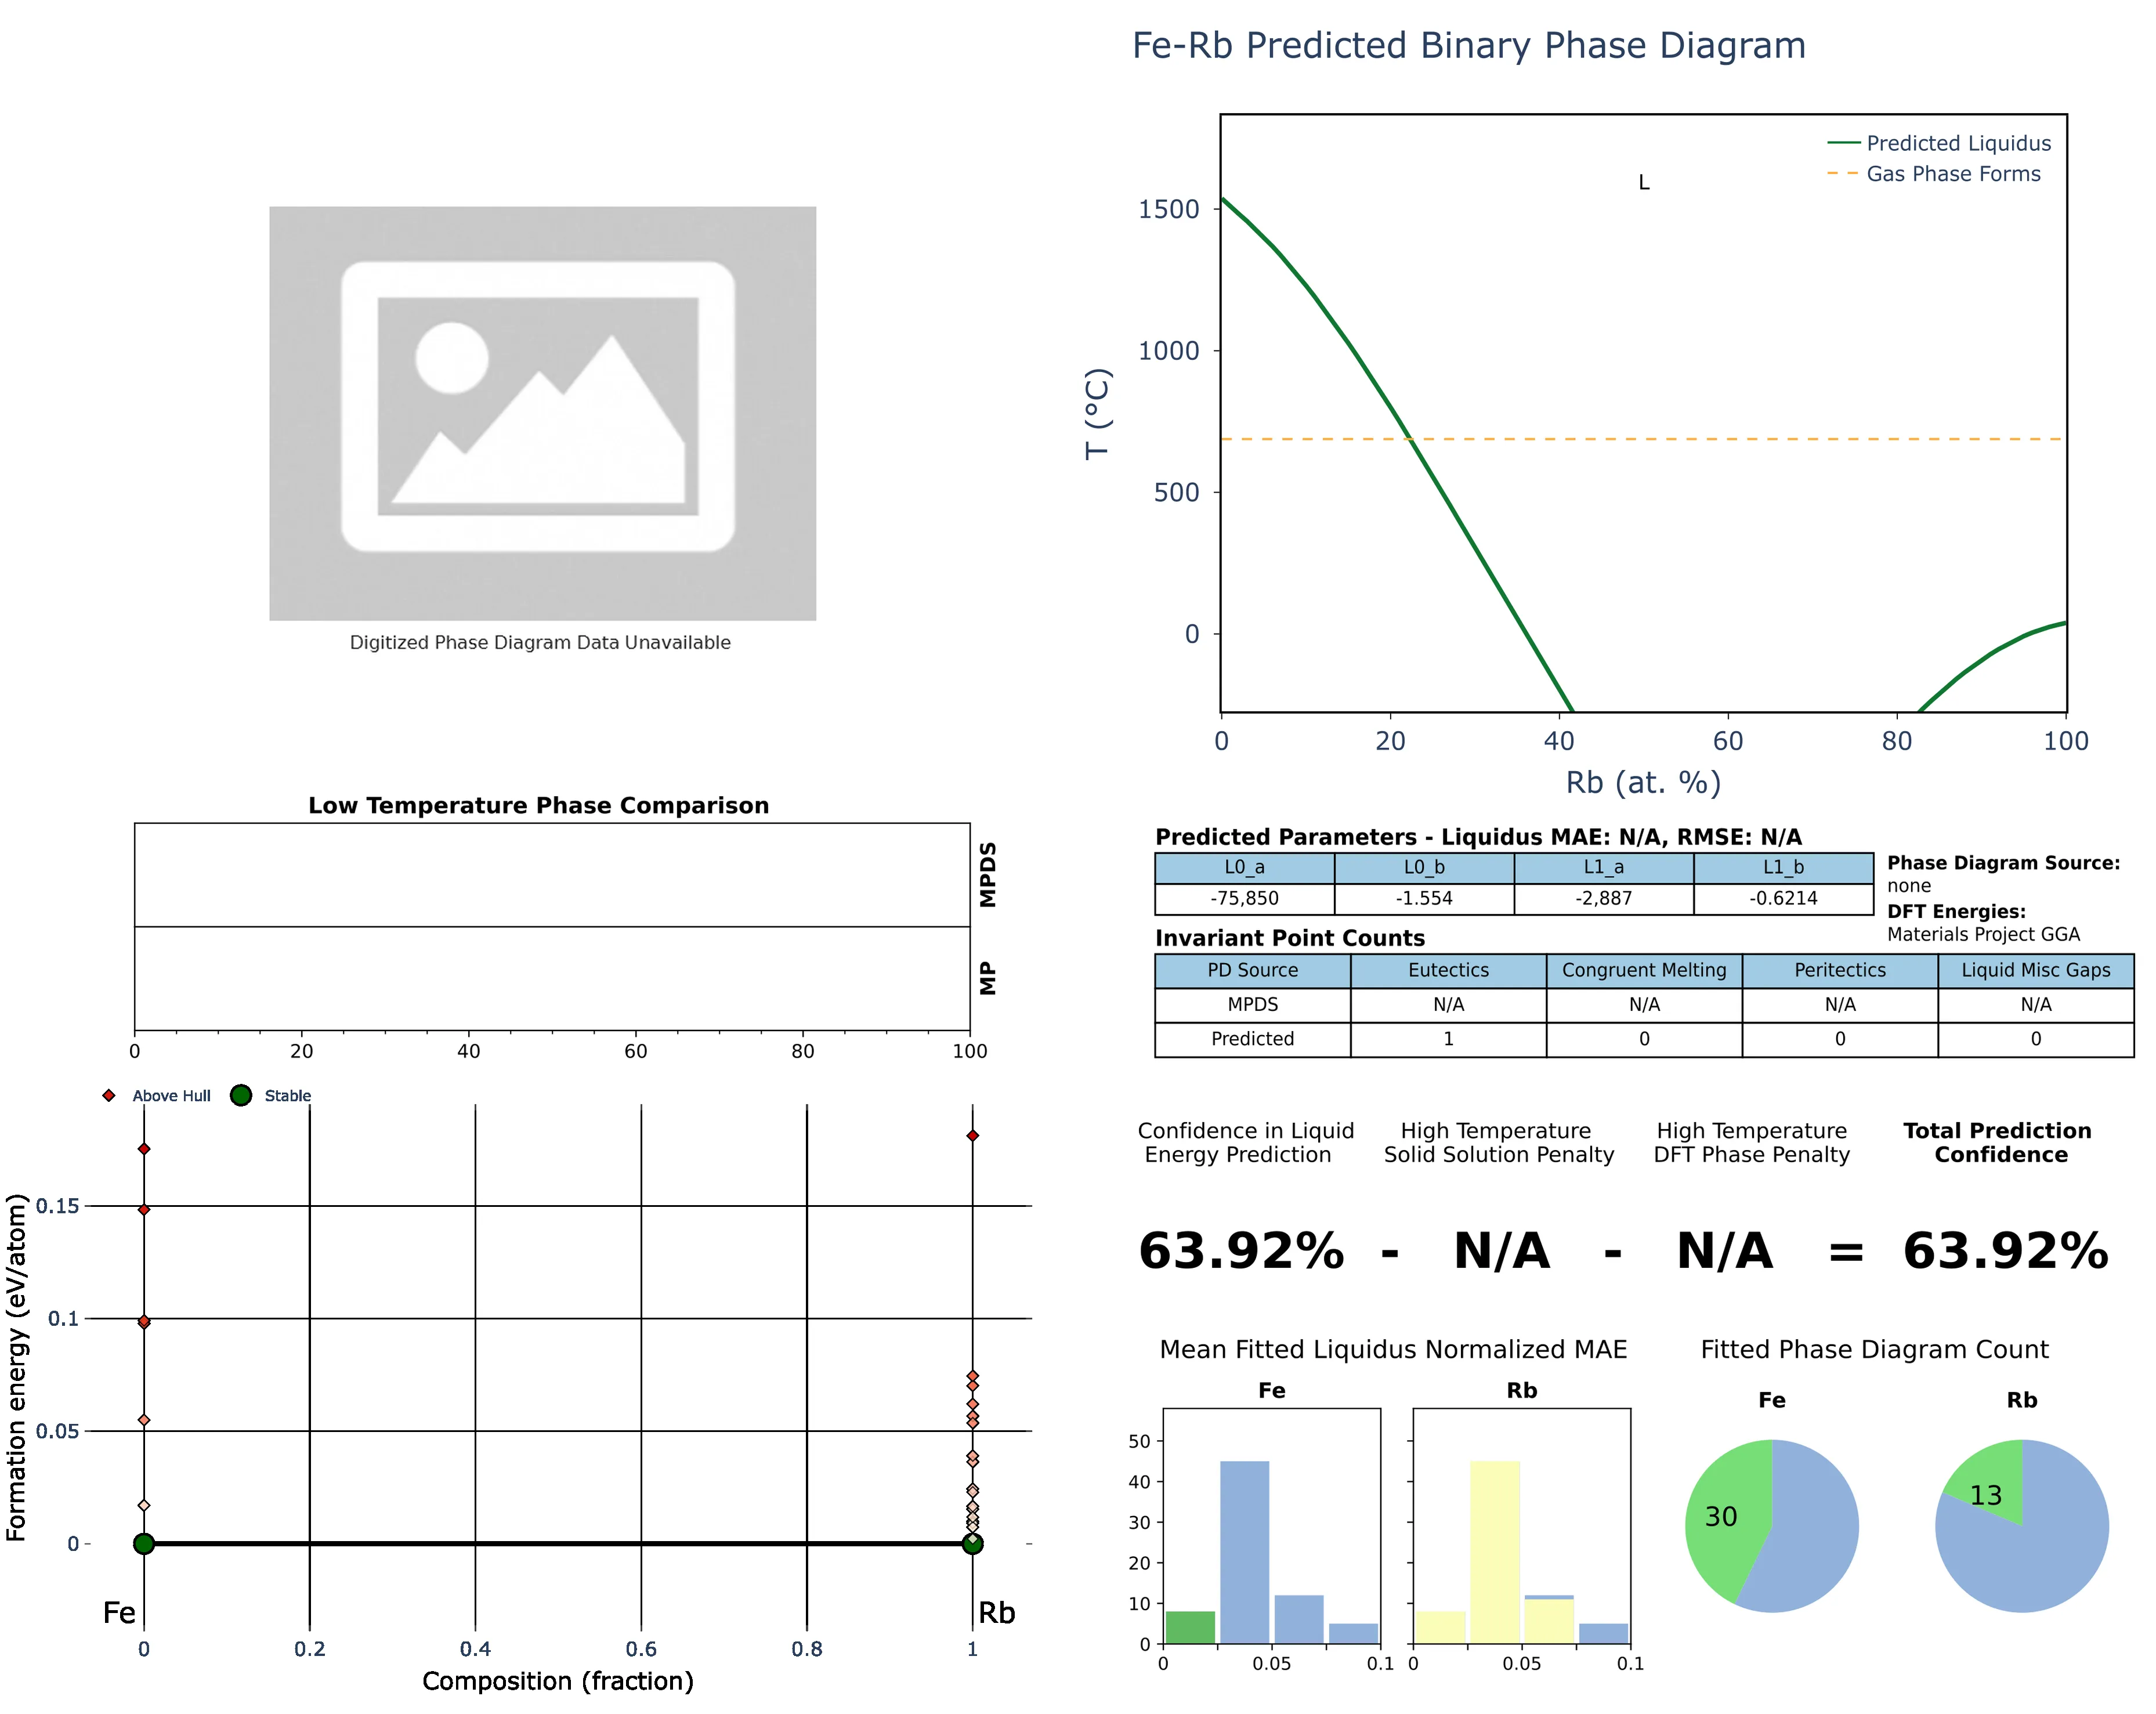 Fe-Rb Predicted Binary Phase Diagram
Predicted Liquidus
Gas Phase Forms
L
1500
1000
500
0
T (°C)
0 20 40 60 80 100
Rb (at. %)
Digitized Phase Diagram Data Unavailable
Low Temperature Phase Comparison
MPDS
MP
0 20 40 60 80 100
Predicted Parameters - Liquidus MAE: N/A, RMSE: N/A
L0_a L0_b L1_a L1_b
-75,850 -1.554 -2,887 -0.6214
Phase Diagram Source:
none
DFT Energies:
Materials Project GGA
Invariant Point Counts
PD Source Eutectics Congruent Melting Peritectics Liquid Misc Gaps
MPDS N/A N/A N/A N/A
Predicted 1 0 0 0
Above Hull Stable
0.15
0.1
0.05
0
Formation energy (eV/atom)
Fe Rb
0 0.2 0.4 0.6 0.8 1
Composition (fraction)
Confidence in Liquid
Energy Prediction
High Temperature
Solid Solution Penalty
High Temperature
DFT Phase Penalty
Total Prediction
Confidence
63.92% - N/A - N/A = 63.92%
Mean Fitted Liquidus Normalized MAE
Fe Rb
50
40
30
20
10
0
0 0.05 0.1 0 0.05 0.1
Fitted Phase Diagram Count
Fe Rb
30 13